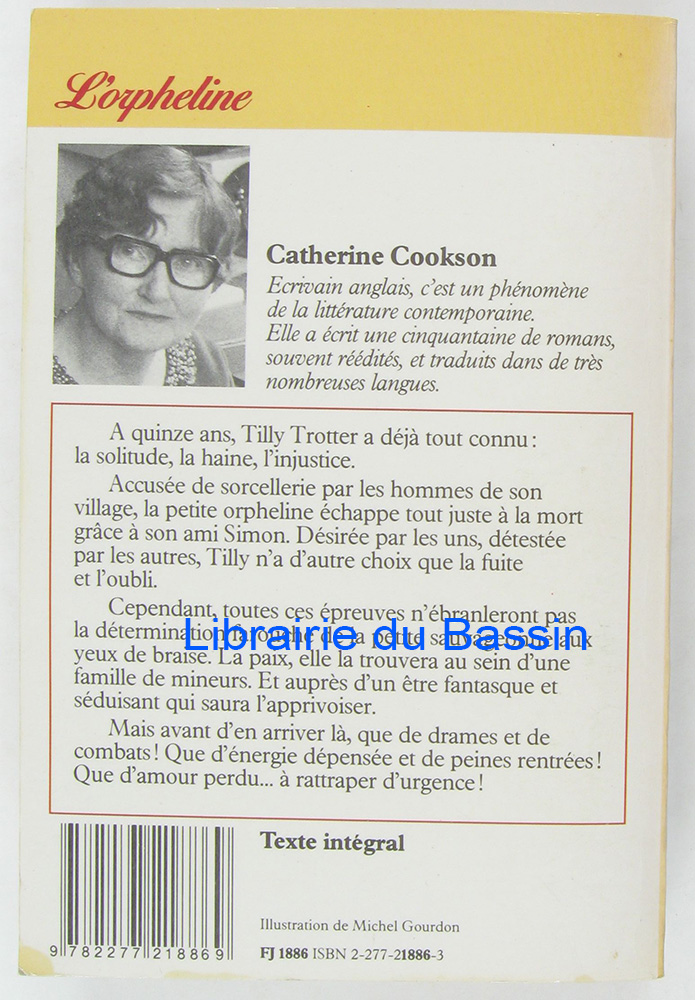 L'orpheline
Catherine Cookson
Ecrivain anglais, c'est un phénomène
de la littérature contemporaine.
Elle a écrit une cinquantaine de romans,
souvent réédités, et traduits dans de très
nombreuses langues.
A quinze ans, Tilly Trotter a déjà tout connu :
la solitude, la haine, l'injustice.
Accusée de sorcellerie par les hommes de son
village, la petite orpheline échappe tout juste à la mort
grâce à son ami Simon. Désirée par les uns, détestée
par les autres, Tilly n'a d'autre choix que la fuite
et l'oubli.
Cependant, toutes ces épreuves n'ébranleront pas
la détermination farouche de la petite sauvageonne aux
Librairie du Bassin
yeux de braise. La paix, elle la trouvera au sein d'une
famille de mineurs. Et auprès d'un être fantasque et
séduisant qui saura l'apprivoiser.
Mais avant d'en arriver là, que de drames et de
combats ! Que d'énergie dépensée et de peines rentrées !
Que d'amour perdu... à rattraper d'urgence !
Texte intégral
Illustration de Michel Gourdon
9 782277 218869
FJ 1886 ISBN 2-277-21886-3